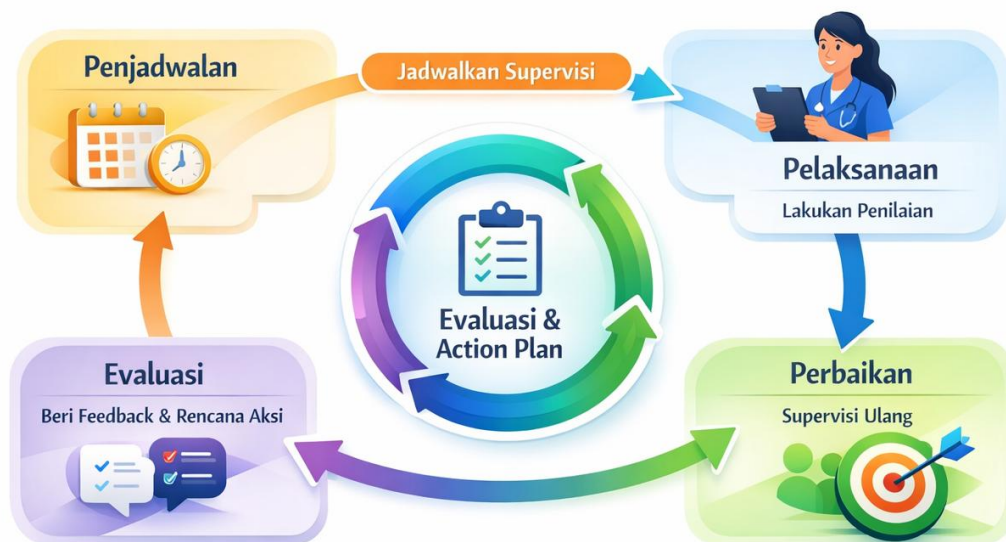 Penjadwalan
Jadwalkan Supervisi
Pelaksanaan
Lakukan Penilaian
Evaluasi &
Action Plan
Evaluasi
Beri Feedback & Rencana Aksi
Perbaikan
Supervisi Ulang